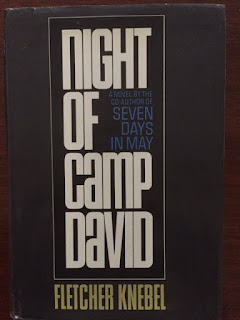 NIGHT
OF
CAMP
DAVID
A NOVEL BY THE
CO-AUTHOR OF
SEVEN
DAYS
IN MAY
FLETCHER KNEBEL